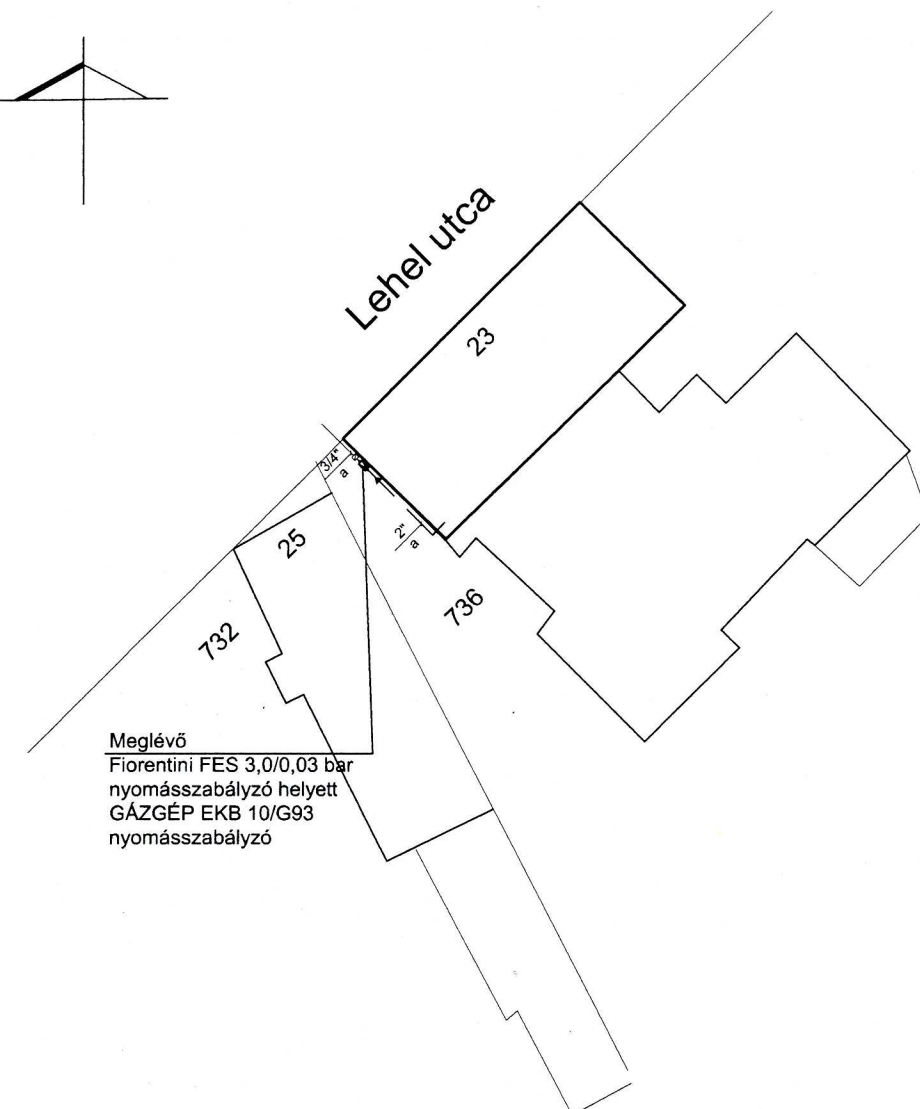 Lehel utca
23
3/4"
a
25
2"
a
736
732
Meglévő
Fiorentini FES 3,0/0,03 bar
nyomásszabályzó helyett
GÁZGÉP EKB 10/G93
nyomásszabályzó